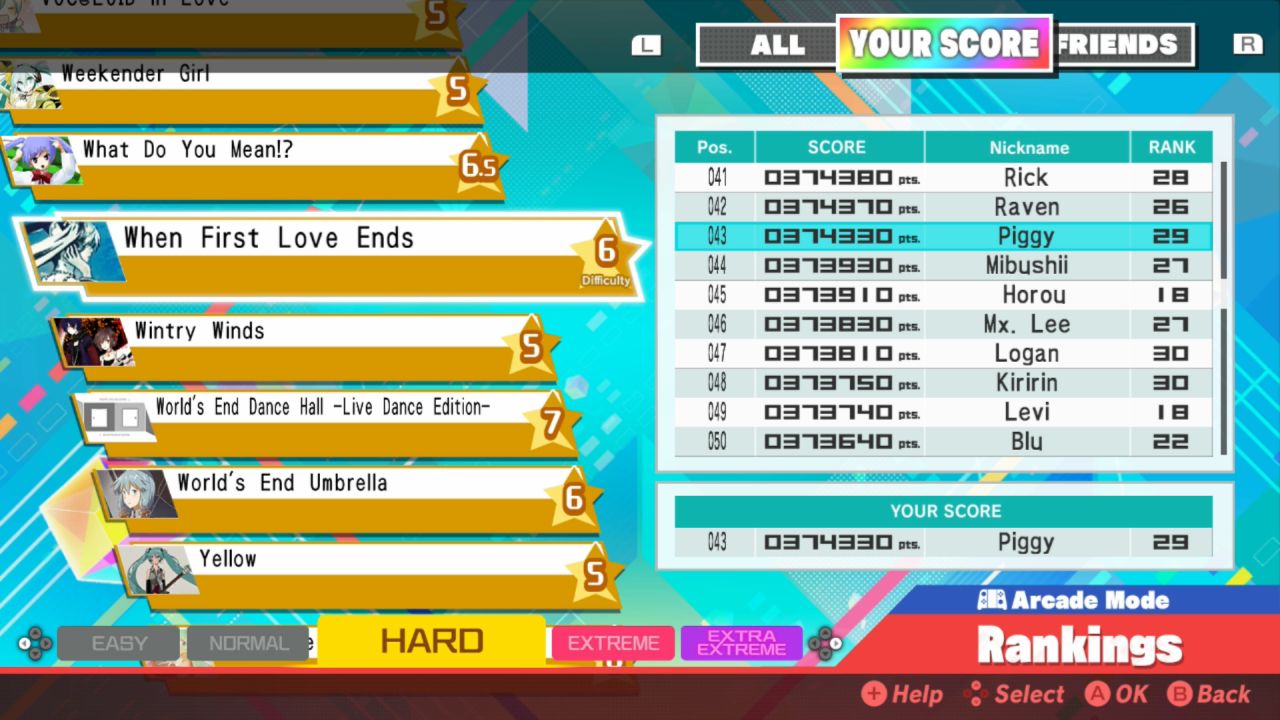 VOCALOID in Love
5
L
ALL
YOUR SCORE
FRIENDS
R
Weekender Girl
5
What Do You Mean!?
6.5
When First Love Ends
6
Difficulty
Wintry Winds
5
World's End Dance Hall -Live Dance Edition-
7
World's End Umbrella
6
Yellow
5
Pos. SCORE Nickname RANK
041 0374380 pts. Rick 28
042 0374370 pts. Raven 26
043 0374330 pts. Piggy 29
044 0373930 pts. Mibushii 27
045 0373910 pts. Horou 18
046 0373830 pts. Mx. Lee 27
047 0373810 pts. Logan 30
048 0373750 pts. Kiririn 30
049 0373740 pts. Levi 18
050 0373640 pts. Blu 22
YOUR SCORE
043 0374330 pts. Piggy 29
EASY NORMAL HARD EXTREME EXTRA EXTREME
Arcade Mode
Rankings
+ Help Select A OK B Back